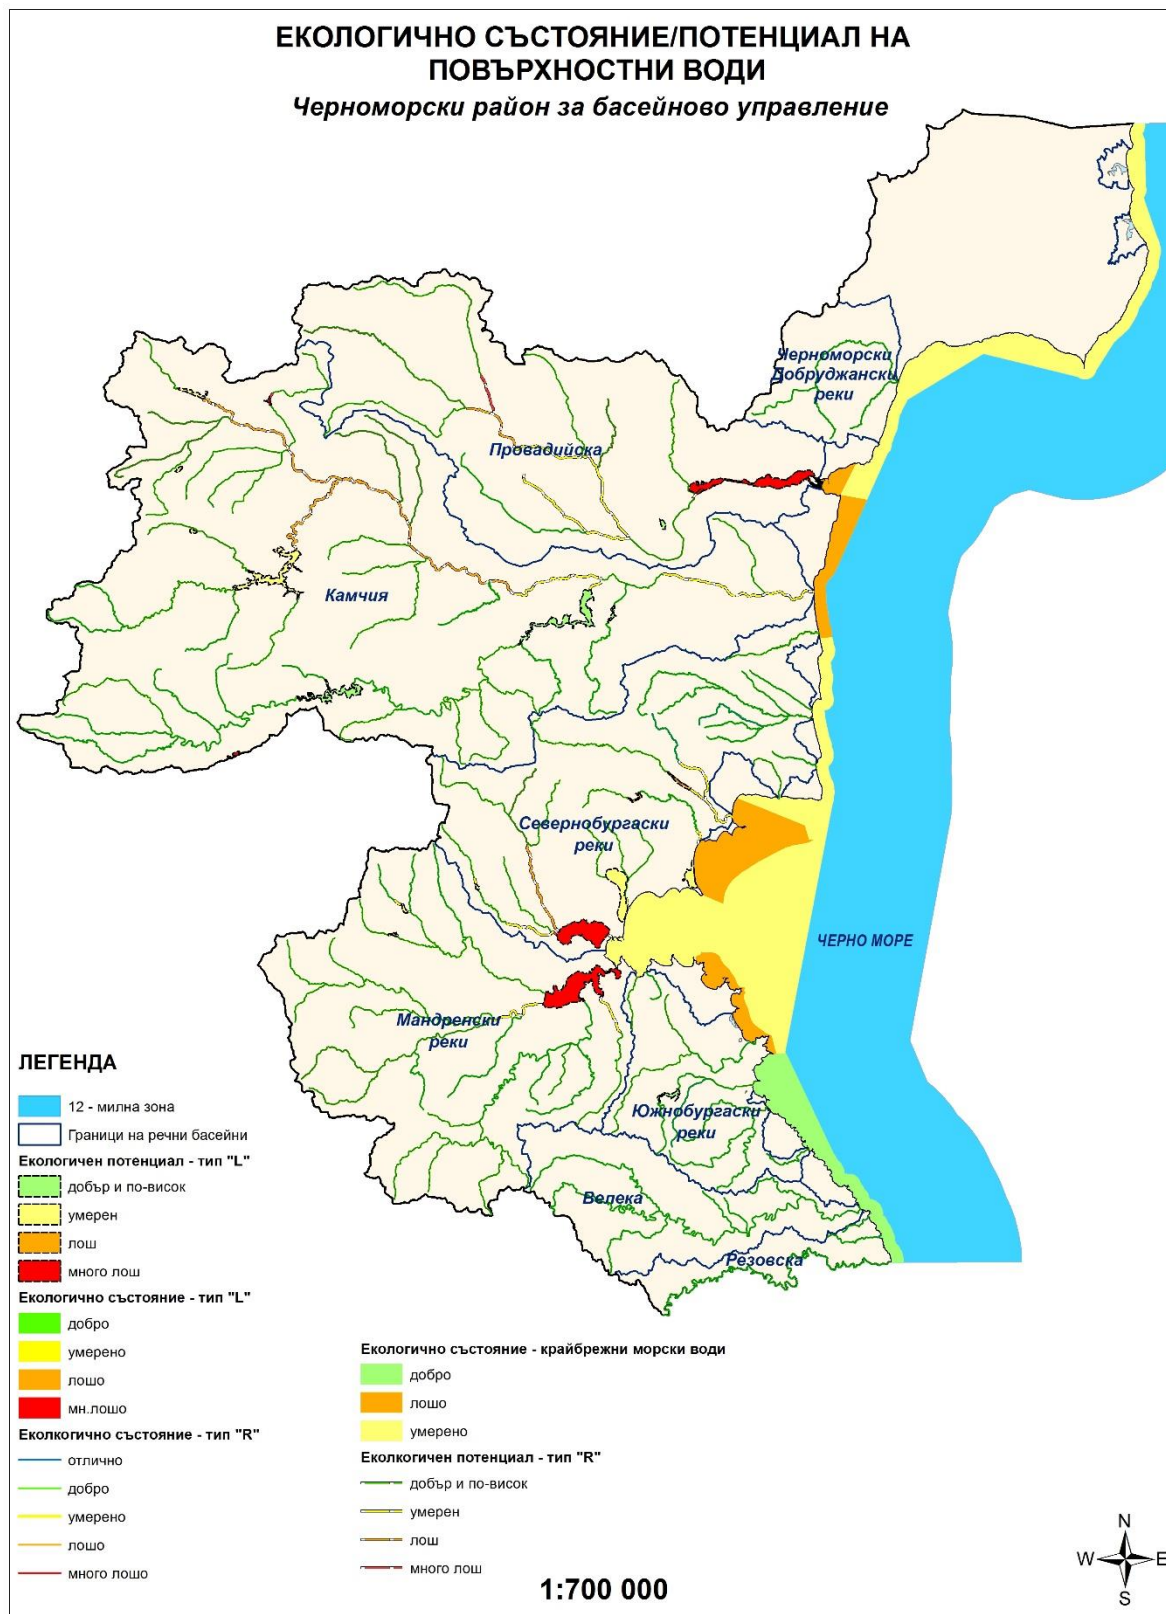 ЕКОЛОГИЧНО СЪСТОЯНИЕ/ПОТЕНЦИАЛ НА
ПОВЪРХНОСТНИ ВОДИ
Черноморски район за басейново управление
Черноморски
Добруджански
реки
Провадийска
Камчия
Севернобургаски
реки
ЧЕРНО МОРЕ
Мандренски
реки
Южнобургаски
реки
Велека
Резовска
ЛЕГЕНДА
12 - милна зона
Граници на речни басейни
Екологичен потенциал - тип "L"
добър и по-висок
умерен
лош
много лош
Екологично състояние - тип "L"
добро
умерено
лошо
мн.лошо
Еколкогично състояние - тип "R"
отлично
добро
умерено
лошо
много лошо
Екологично състояние - крайбрежни морски води
добро
лошо
умерено
Еколкогичен потенциал - тип "R"
добър и по-висок
умерен
лош
много лош
1:700 000
N
W E
S